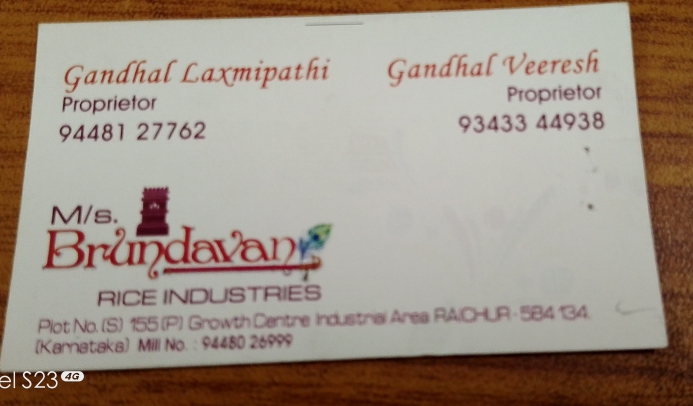 Gandhal Laxmipathi
Proprietor
94481 27762
Gandhal Veeresh
Proprietor
93433 44938
M/s.
Brundavan
RICE INDUSTRIES
Plot No. (S) 155 (P) Growth Centre Industrial Area RAICHUR - 584 134.
(Karnataka) Mill No. : 94480 26999
el S23 4G